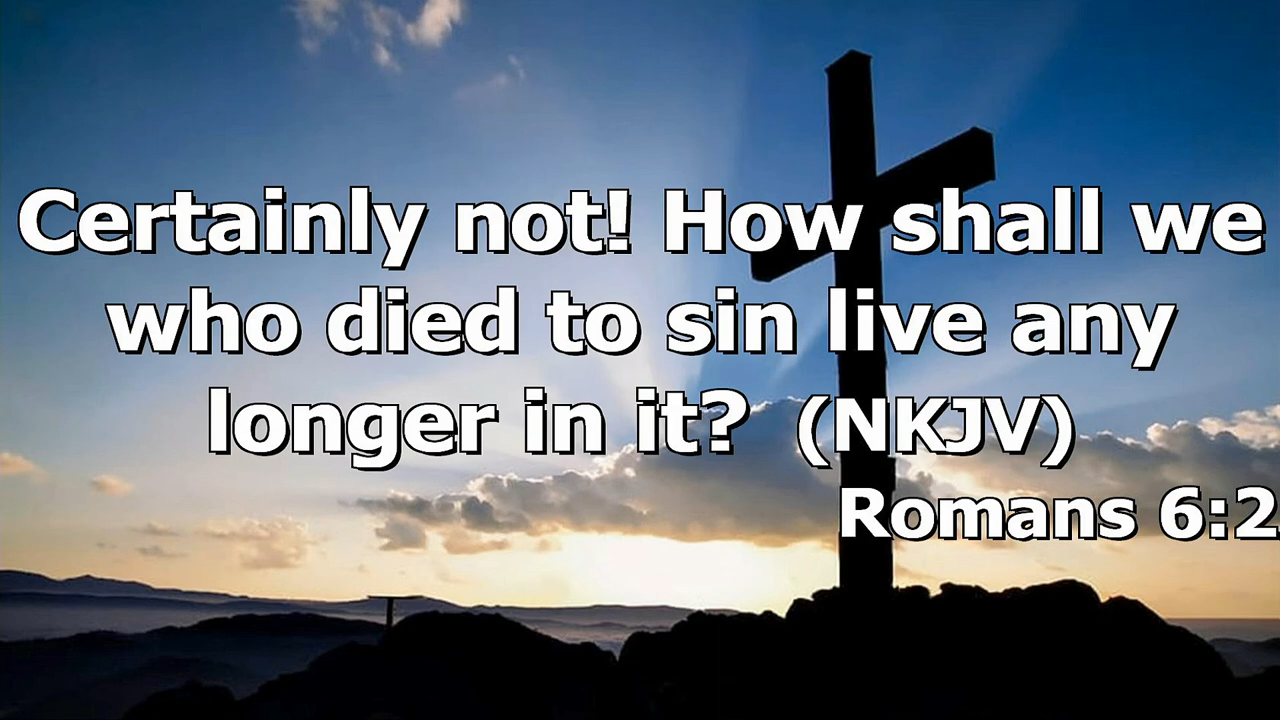 Certainly not! How shall we
who died to sin live any
longer in it? (NKJV)
Romans 6:2